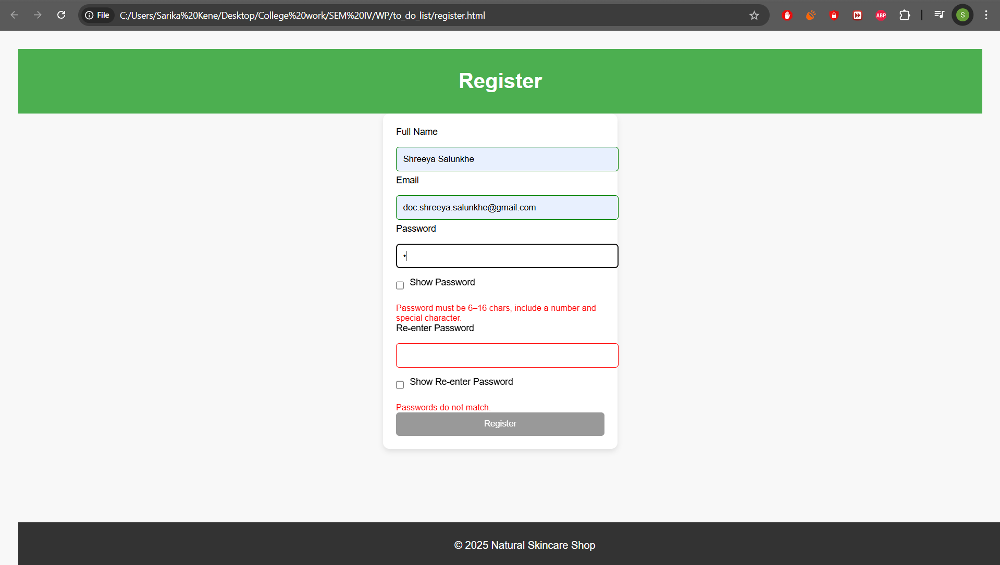 File C:/Users/Sarika%20Kene/Desktop/College%20work/SEM%20IV/WP/to_do_list/register.html
ABP
S
Register
Full Name
Shreeya Salunkhe
Email
doc.shreeya.salunkhe@gmail.com
Password
•
Show Password
Password must be 6–16 chars, include a number and
special character.
Re-enter Password
Show Re-enter Password
Passwords do not match.
Register
© 2025 Natural Skincare Shop